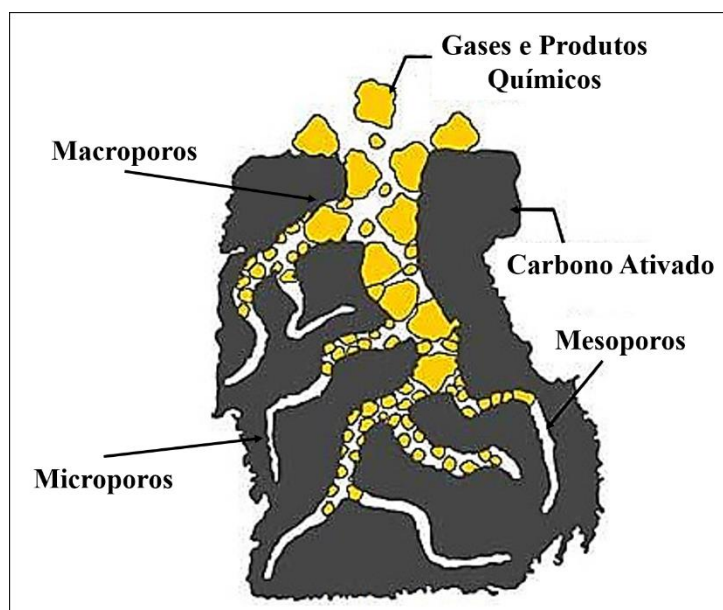 Gases e Produtos
Químicos
Macroporos
Carbono Ativado
Mesoporos
Microporos